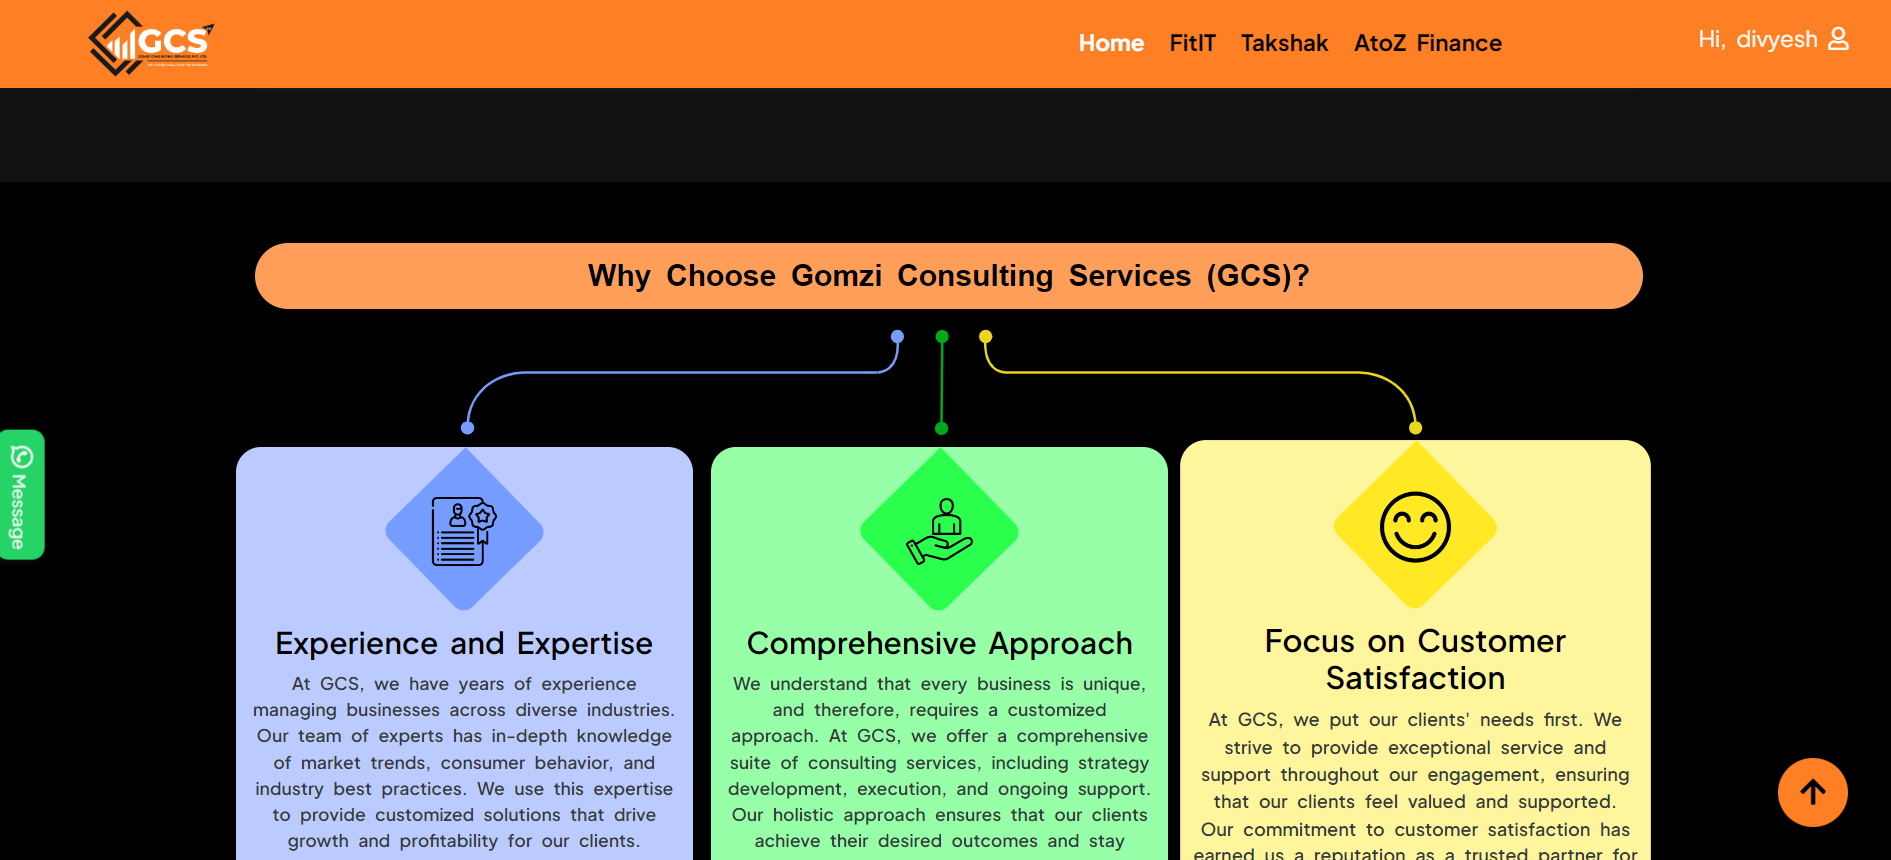 GCS
Home FitIT Takshak AtoZ Finance
Hi, divyesh
Why Choose Gomzi Consulting Services (GCS)?
Message
Experience and Expertise
At GCS, we have years of experience
managing businesses across diverse industries.
Our team of experts has in-depth knowledge
of market trends, consumer behavior, and
industry best practices. We use this expertise
to provide customized solutions that drive
growth and profitability for our clients.
Comprehensive Approach
We understand that every business is unique,
and therefore, requires a customized
approach. At GCS, we offer a comprehensive
suite of consulting services, including strategy
development, execution, and ongoing support.
Our holistic approach ensures that our clients
achieve their desired outcomes and stay
Focus on Customer
Satisfaction
At GCS, we put our clients' needs first. We
strive to provide exceptional service and
support throughout our engagement, ensuring
that our clients feel valued and supported.
Our commitment to customer satisfaction has
earned us a reputation as a trusted partner for